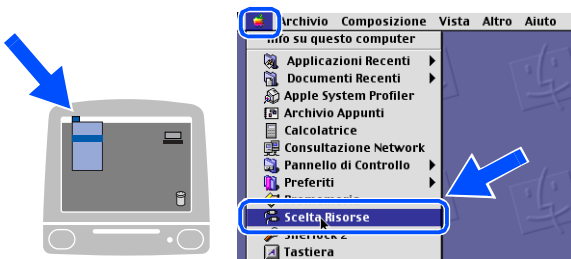 Archivio Composizione Vista Altro Aiuto
Info su questo computer
Applicazioni Recenti
Documenti Recenti
Apple System Profiler
Archivio Appunti
Calcolatrice
Consultazione Network
Pannello di Controllo
Preferiti
Promemoria
Scelta Risorse
Sherlock 2
Tastiera